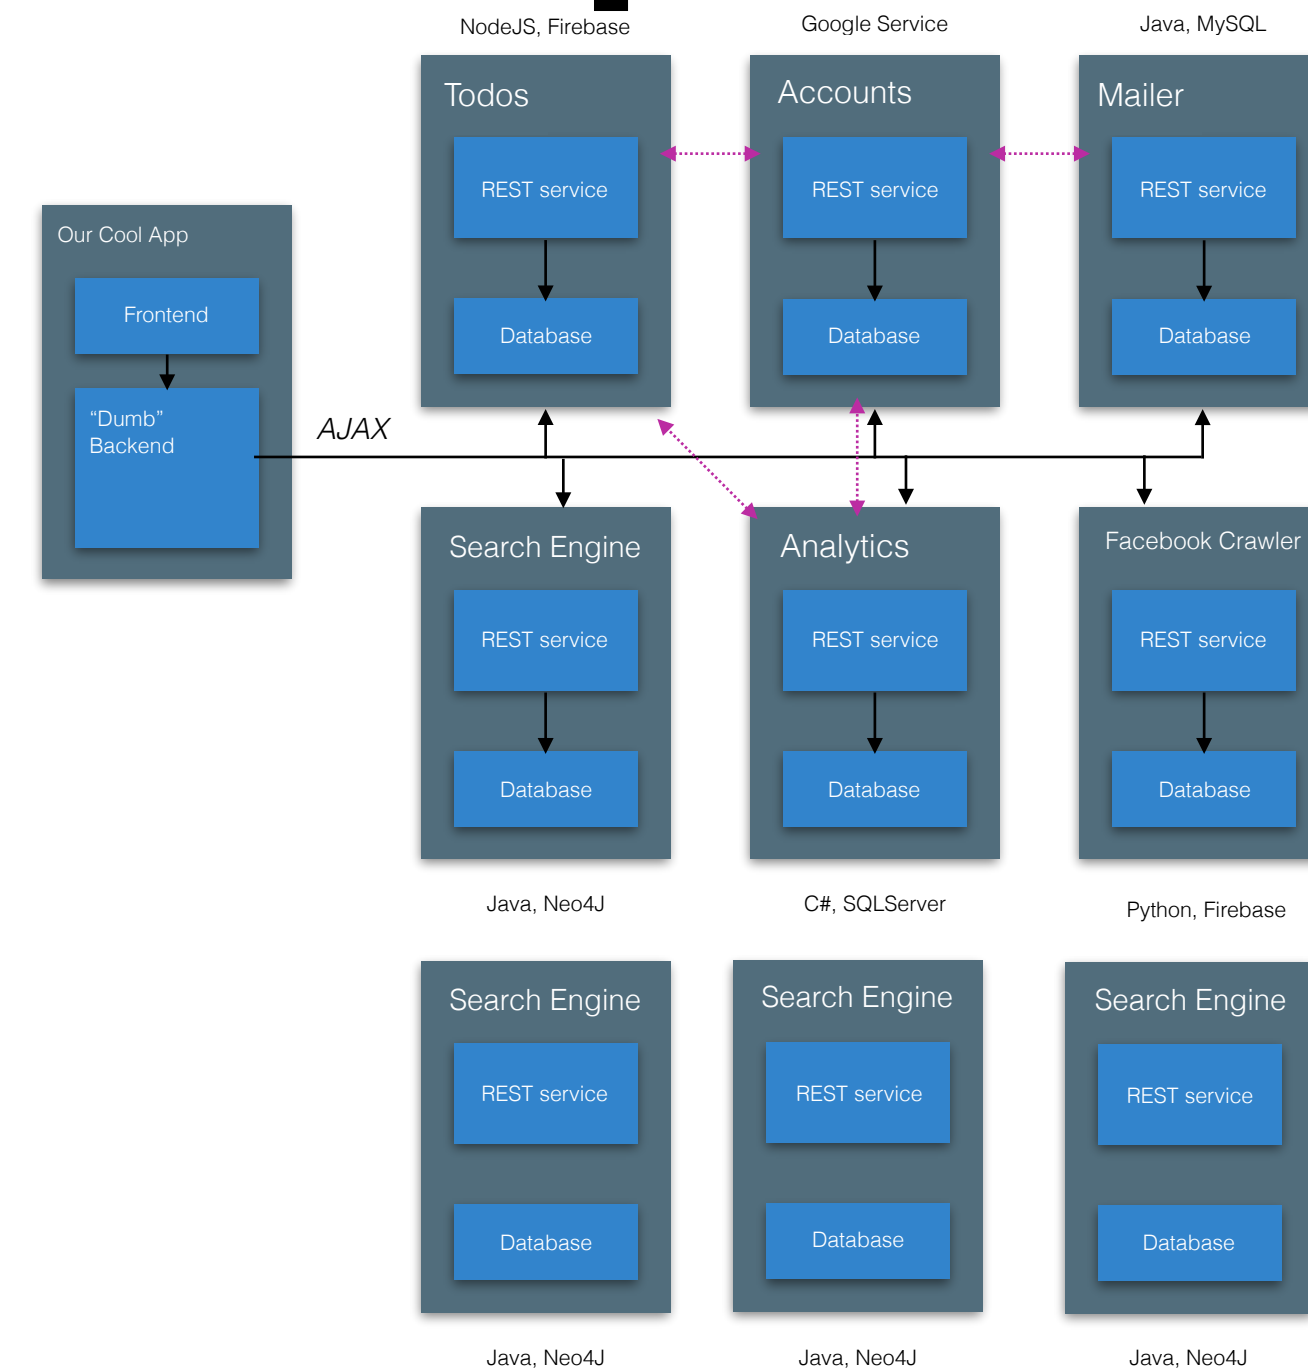 NodeJS, Firebase
Google Service
Java, MySQL
Todos
Accounts
Mailer
REST service
REST service
REST service
Our Cool App
Frontend
Database
Database
Database
“Dumb”
Backend
AJAX
Search Engine
Analytics
Facebook Crawler
REST service
REST service
REST service
Database
Database
Database
Java, Neo4J
C#, SQLServer
Python, Firebase
Search Engine
Search Engine
Search Engine
REST service
REST service
REST service
Database
Database
Database
Java, Neo4J
Java, Neo4J
Java, Neo4J